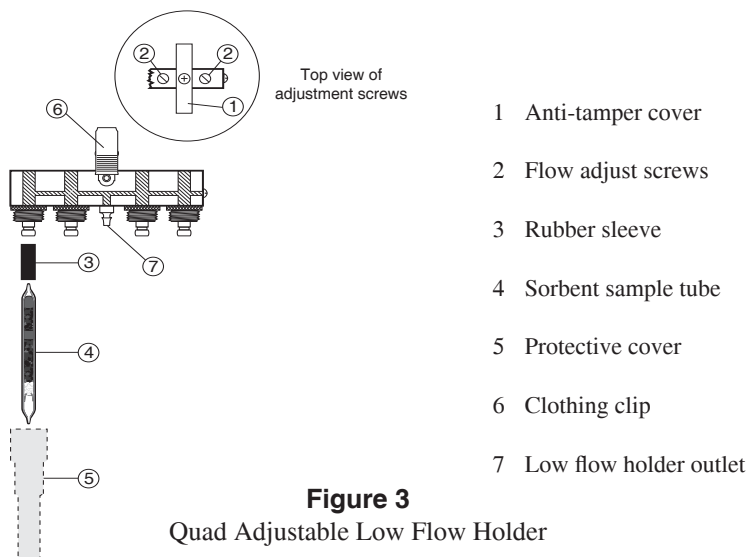 ② ②
Top view of
adjustment screws
①
⑥
⑦
③
④
⑤
1 Anti-tamper cover
2 Flow adjust screws
3 Rubber sleeve
4 Sorbent sample tube
5 Protective cover
6 Clothing clip
7 Low flow holder outlet
Figure 3
Quad Adjustable Low Flow Holder